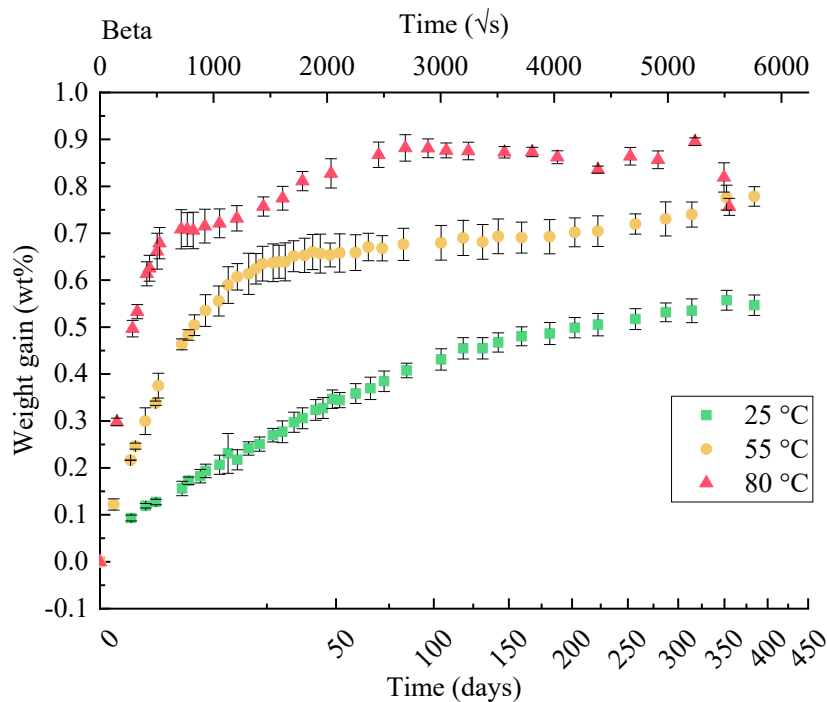 Beta
Time (√s)
0 1000 2000 3000 4000 5000 6000
1.0
0.9
0.8
0.7
0.6
0.5
0.4
0.3
0.2
0.1
0.0
-0.1
Weight gain (wt%)
25 °C
55 °C
80 °C
0 50 100 150 200 250 300 350 400 450
Time (days)